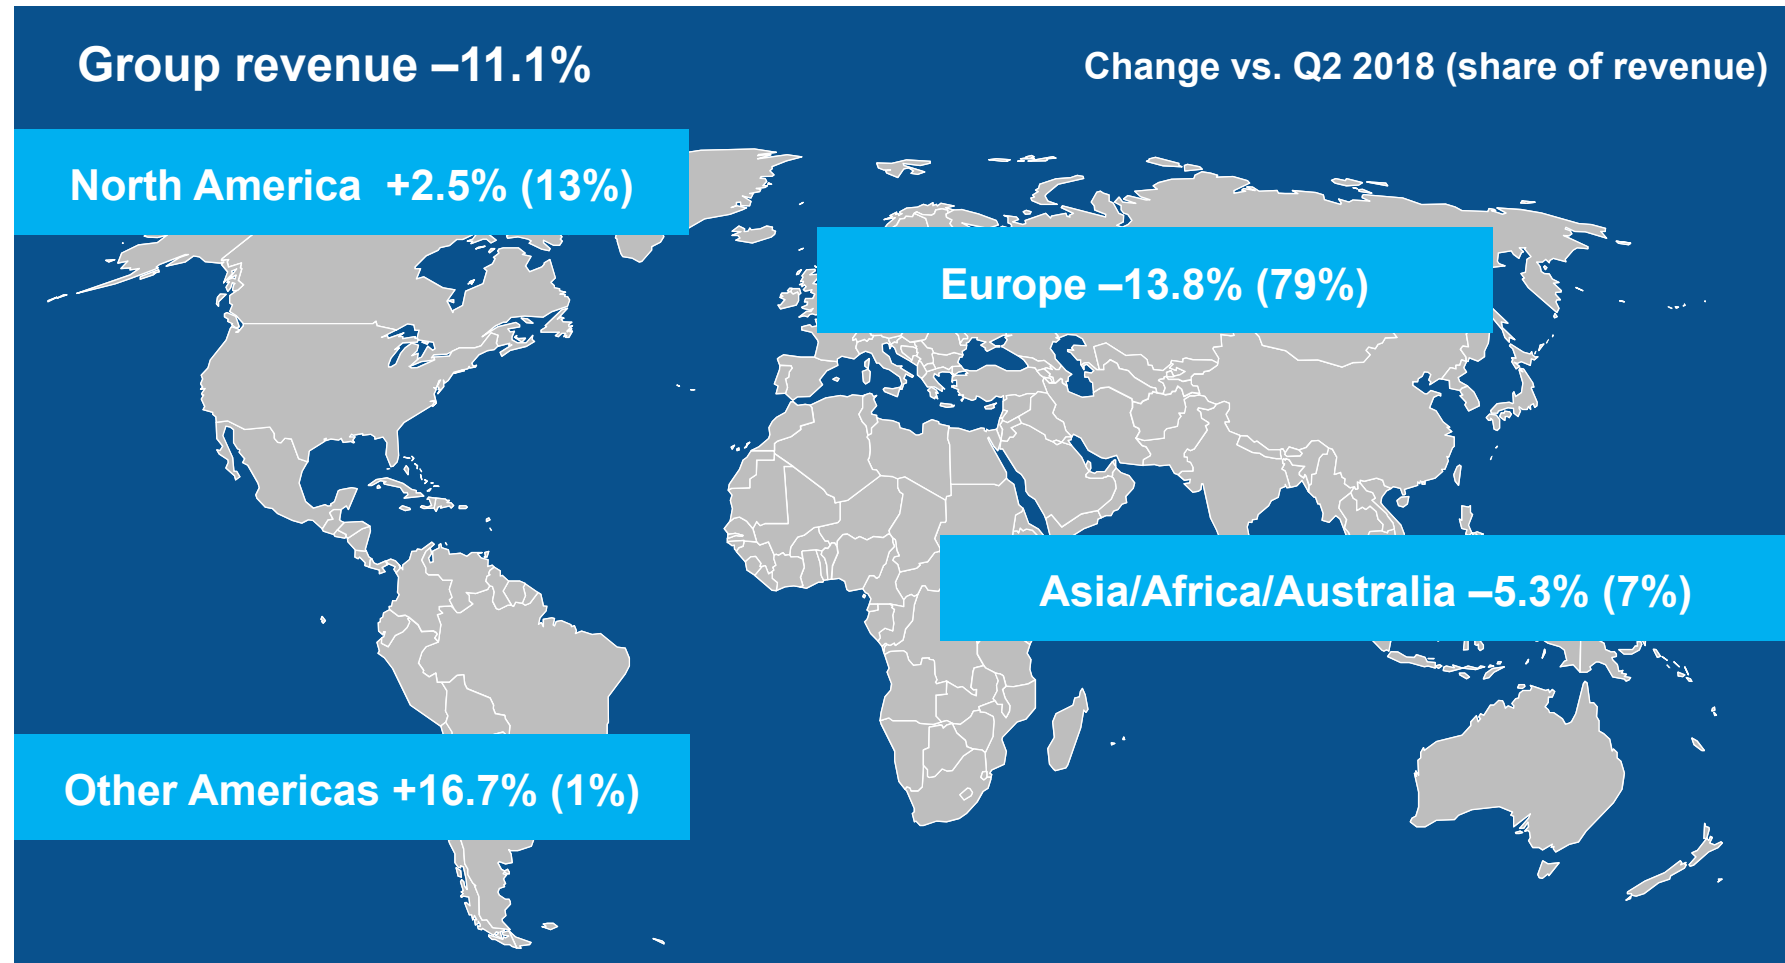 Group revenue –11.1%
Change vs. Q2 2018 (share of revenue)
North America +2.5% (13%)
Europe –13.8% (79%)
Asia/Africa/Australia –5.3% (7%)
Other Americas +16.7% (1%)